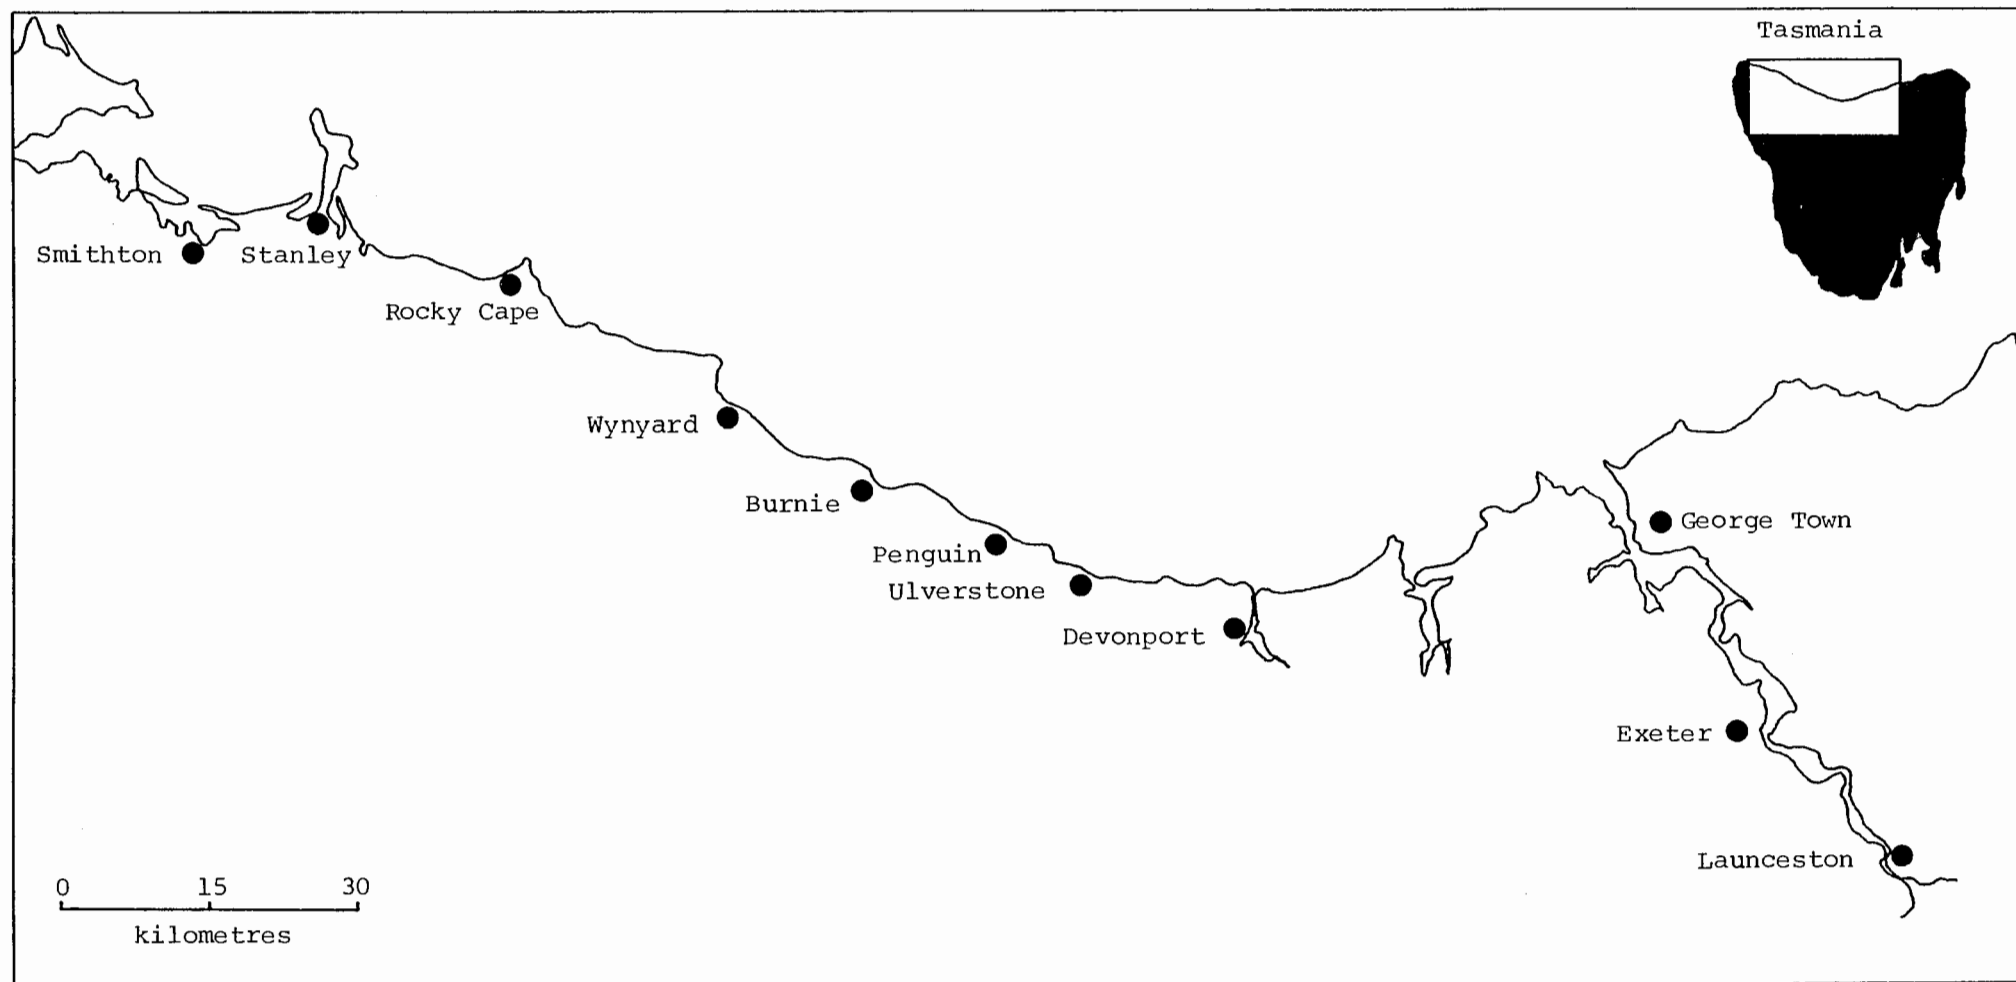 Tasmania
Smithton
Stanley
Rocky Cape
Wynyard
Burnie
Penguin
Ulverstone
Devonport
George Town
Exeter
Launceston
0 15 30
kilometres